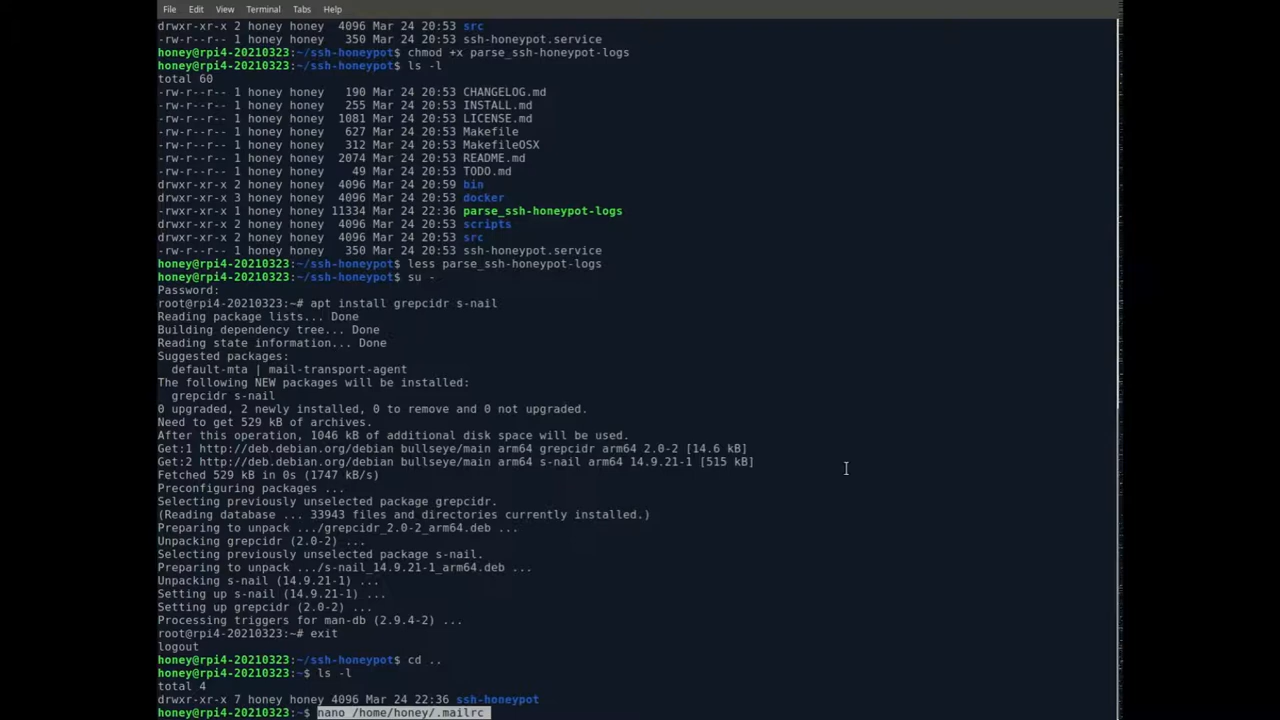 File Edit View Terminal Tabs Help
drwxr-xr-x 2 honey honey  4096 Mar 24 20:53 src
-rw-r--r-- 1 honey honey   350 Mar 24 20:53 ssh-honeypot.service
honey@rpi4-20210323:~/ssh-honeypot$ chmod +x parse_ssh-honeypot-logs
honey@rpi4-20210323:~/ssh-honeypot$ ls -l
total 60
-rw-r--r-- 1 honey honey   190 Mar 24 20:53 CHANGELOG.md
-rw-r--r-- 1 honey honey   255 Mar 24 20:53 INSTALL.md
-rw-r--r-- 1 honey honey  1081 Mar 24 20:53 LICENSE.md
-rw-r--r-- 1 honey honey   627 Mar 24 20:53 Makefile
-rw-r--r-- 1 honey honey   312 Mar 24 20:53 MakefileOSX
-rw-r--r-- 1 honey honey  2074 Mar 24 20:53 README.md
-rw-r--r-- 1 honey honey    49 Mar 24 20:53 TODO.md
drwxr-xr-x 2 honey honey  4096 Mar 24 20:59 bin
drwxr-xr-x 3 honey honey  4096 Mar 24 20:53 docker
-rwxr-xr-x 1 honey honey 11334 Mar 24 22:36 parse_ssh-honeypot-logs
drwxr-xr-x 2 honey honey  4096 Mar 24 20:53 scripts
drwxr-xr-x 2 honey honey  4096 Mar 24 20:53 src
-rw-r--r-- 1 honey honey   350 Mar 24 20:53 ssh-honeypot.service
honey@rpi4-20210323:~/ssh-honeypot$ less parse_ssh-honeypot-logs
honey@rpi4-20210323:~/ssh-honeypot$ su -
Password:
root@rpi4-20210323:~# apt install grepcidr s-nail
Reading package lists... Done
Building dependency tree... Done
Reading state information... Done
Suggested packages:
  default-mta | mail-transport-agent
The following NEW packages will be installed:
  grepcidr s-nail
0 upgraded, 2 newly installed, 0 to remove and 0 not upgraded.
Need to get 529 kB of archives.
After this operation, 1046 kB of additional disk space will be used.
Get:1 http://deb.debian.org/debian bullseye/main arm64 grepcidr arm64 2.0-2 [14.6 kB]
Get:2 http://deb.debian.org/debian bullseye/main arm64 s-nail arm64 14.9.21-1 [515 kB]
Fetched 529 kB in 0s (1747 kB/s)
Preconfiguring packages ...
Selecting previously unselected package grepcidr.
(Reading database ... 33943 files and directories currently installed.)
Preparing to unpack .../grepcidr_2.0-2_arm64.deb ...
Unpacking grepcidr (2.0-2) ...
Selecting previously unselected package s-nail.
Preparing to unpack .../s-nail_14.9.21-1_arm64.deb ...
Unpacking s-nail (14.9.21-1) ...
Setting up s-nail (14.9.21-1) ...
Setting up grepcidr (2.0-2) ...
Processing triggers for man-db (2.9.4-2) ...
root@rpi4-20210323:~# exit
logout
honey@rpi4-20210323:~/ssh-honeypot$ cd ..
honey@rpi4-20210323:~$ ls -l
total 4
drwxr-xr-x 7 honey honey 4096 Mar 24 22:36 ssh-honeypot
honey@rpi4-20210323:~$ nano /home/honey/.mailrc